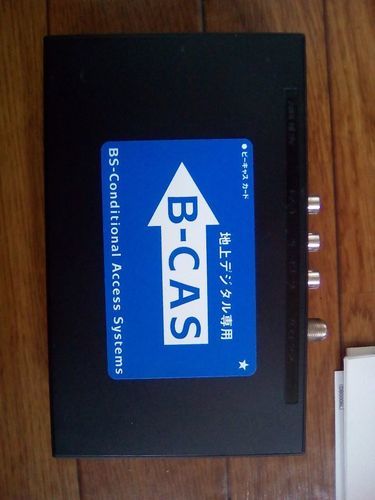 ●ビーキャス カード
地上デジタル専用
★
B-CAS
BS-Conditional Access Systems